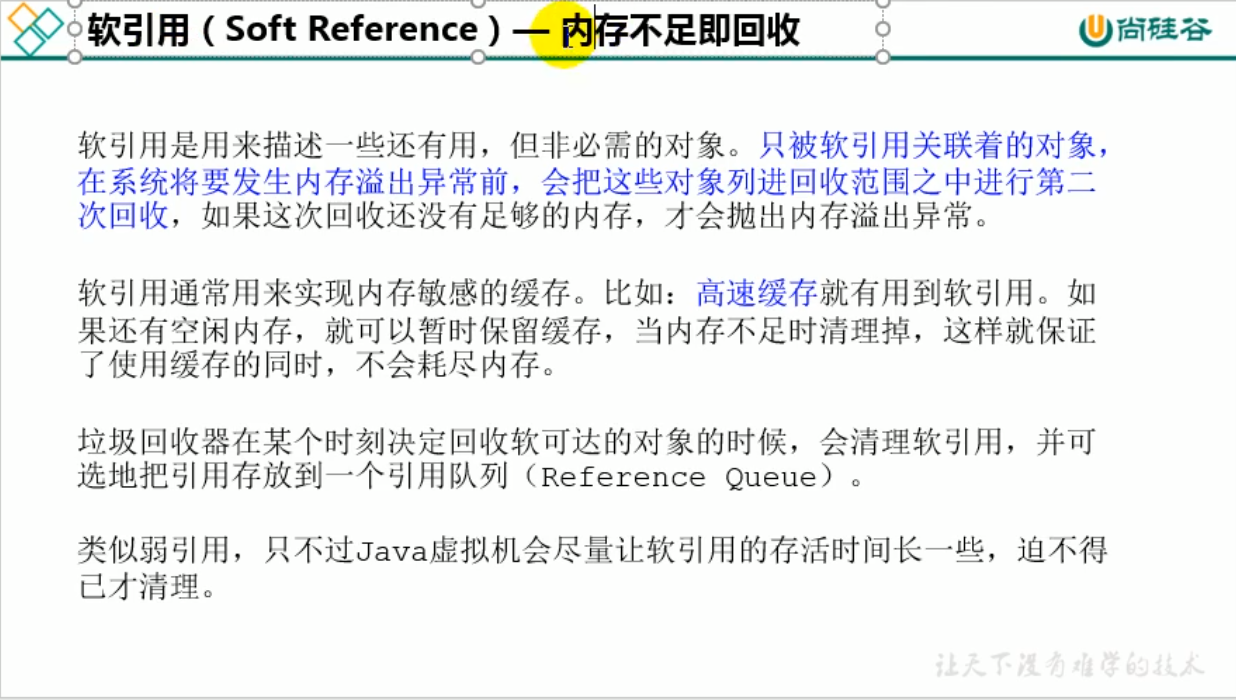 软引用（Soft Reference）— 内存不足即回收
尚硅谷
软引用是用来描述一些还有用，但非必需的对象。只被软引用关联着的对象，
在系统将要发生内存溢出异常前，会把这些对象列进回收范围之中进行第二
次回收，如果这次回收还没有足够的内存，才会抛出内存溢出异常。
软引用通常用来实现内存敏感的缓存。比如：高速缓存就有用到软引用。如
果还有空闲内存，就可以暂时保留缓存，当内存不足时清理掉，这样就保证
了使用缓存的同时，不会耗尽内存。
垃圾回收器在某个时刻决定回收软可达的对象的时候，会清理软引用，并可
选地把引用存放到一个引用队列（Reference Queue）。
类似弱引用，只不过Java虚拟机会尽量让软引用的存活时间长一些，迫不得
已才清理。
让天下没有难学的技术